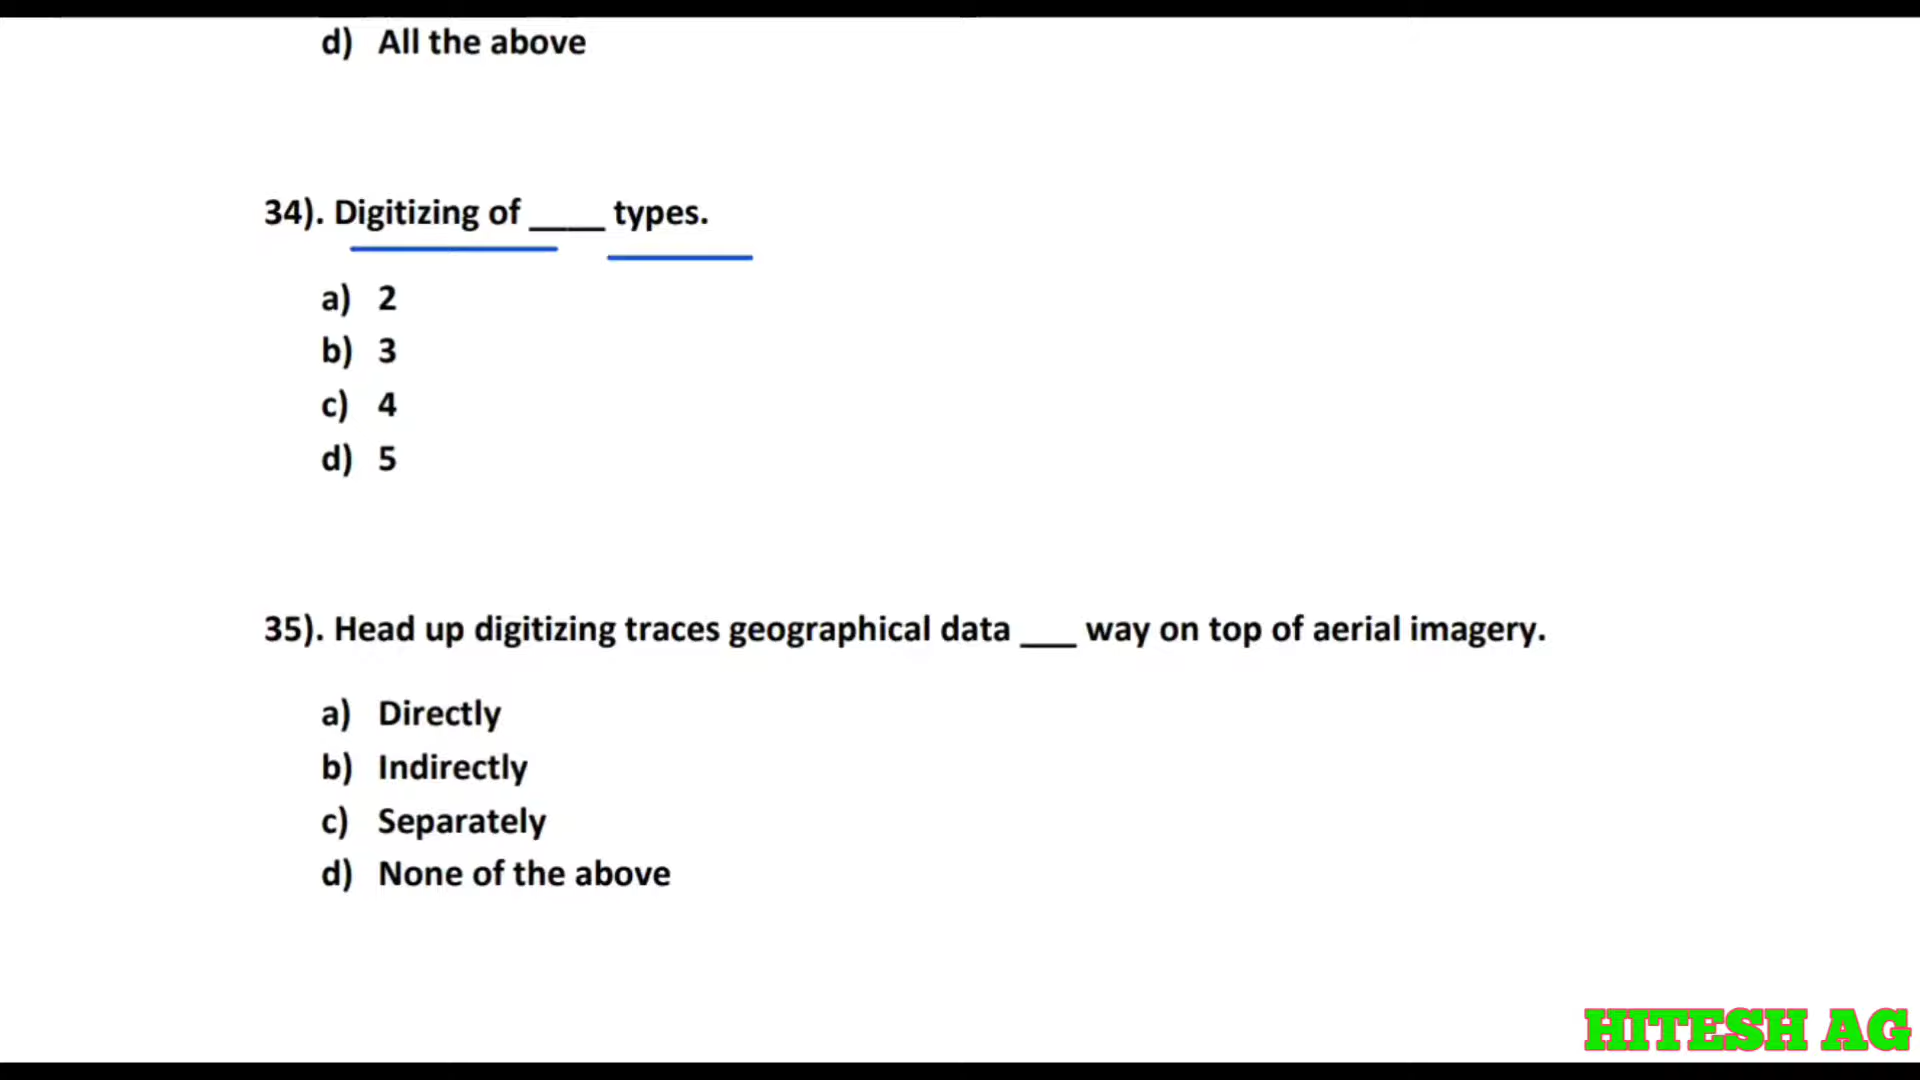 d) All the above
34). Digitizing of ____ types.
a) 2
b) 3
c) 4
d) 5
35). Head up digitizing traces geographical data ___ way on top of aerial imagery.
a) Directly
b) Indirectly
c) Separately
d) None of the above
HITESH AG